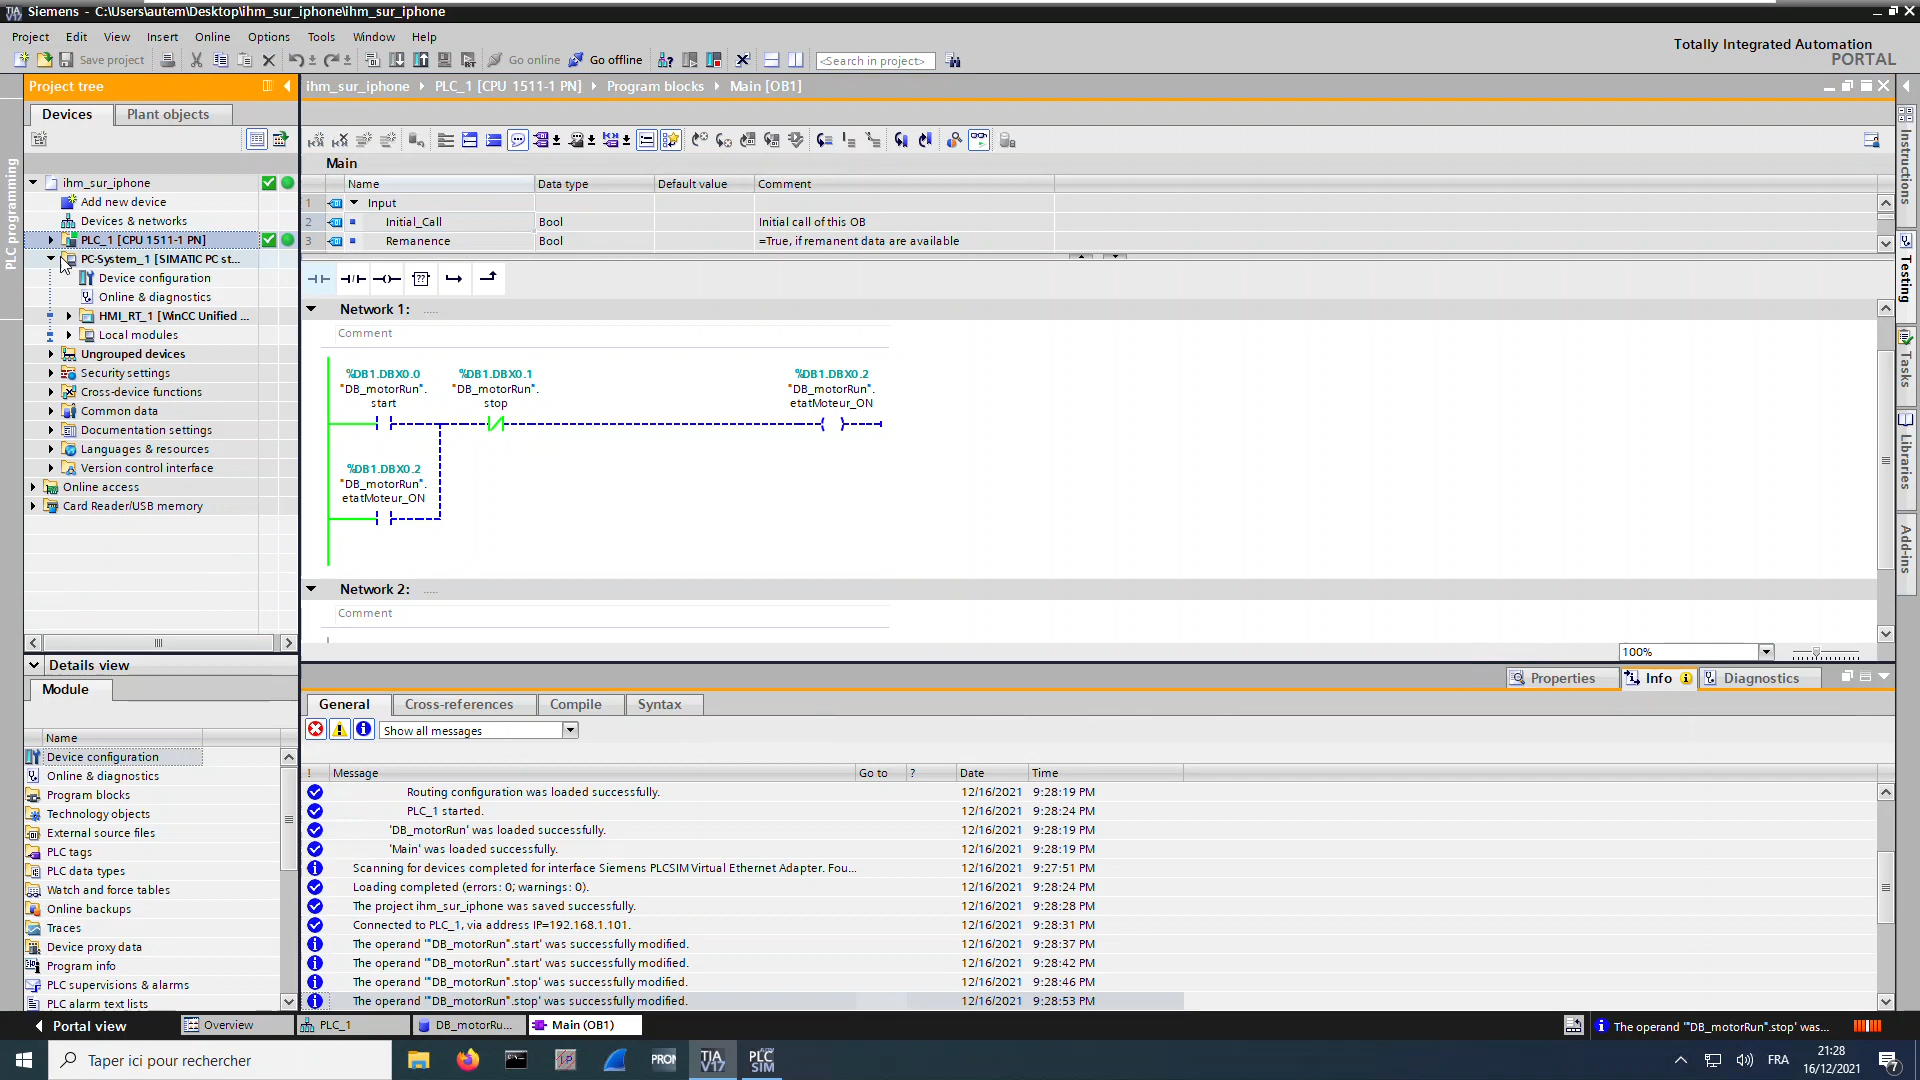 Siemens - C:\Users\autem\Desktop\ihm_sur_iphone\ihm_sur_iphone
Project Edit View Insert Online Options Tools Window Help
Totally Integrated Automation
PORTAL
Save project
Go online
Go offline
<Search in project>
Project tree
ihm_sur_iphone
PLC_1 [CPU 1511-1 PN]
Program blocks
Main [OB1]
Devices
Plant objects
PLC programming
ihm_sur_iphone
Add new device
Devices & networks
PLC_1 [CPU 1511-1 PN]
PC-System_1 [SIMATIC PC st...
Device configuration
Online & diagnostics
HMI_RT_1 [WinCC Unified ...
Local modules
Ungrouped devices
Security settings
Cross-device functions
Common data
Documentation settings
Languages & resources
Version control interface
Online access
Card Reader/USB memory
Main
Name Data type Default value Comment
1 Input
2 Initial_Call Bool Initial call of this OB
3 Remanence Bool =True, if remanent data are available
??
Network 1: .....
Comment
%DB1.DBX0.0 %DB1.DBX0.1 %DB1.DBX0.2
"DB_motorRun". "DB_motorRun". "DB_motorRun".
start stop etatMoteur_ON
%DB1.DBX0.2
"DB_motorRun".
etatMoteur_ON
Network 2: .....
Comment
100%
Instructions
Testing
Tasks
Libraries
Add-ins
Details view
Module
Name
Device configuration
Online & diagnostics
Program blocks
Technology objects
External source files
PLC tags
PLC data types
Watch and force tables
Online backups
Traces
Device proxy data
Program info
PLC supervisions & alarms
PLC alarm text lists
Properties Info Diagnostics
General Cross-references Compile Syntax
Show all messages
! Message Go to ? Date Time
Routing configuration was loaded successfully. 12/16/2021 9:28:19 PM
PLC_1 started. 12/16/2021 9:28:24 PM
'DB_motorRun' was loaded successfully. 12/16/2021 9:28:19 PM
'Main' was loaded successfully. 12/16/2021 9:28:19 PM
Scanning for devices completed for interface Siemens PLCSIM Virtual Ethernet Adapter. Fou... 12/16/2021 9:27:51 PM
Loading completed (errors: 0; warnings: 0). 12/16/2021 9:28:24 PM
The project ihm_sur_iphone was saved successfully. 12/16/2021 9:28:28 PM
Connected to PLC_1, via address IP=192.168.1.101. 12/16/2021 9:28:31 PM
The operand '"DB_motorRun".start' was successfully modified. 12/16/2021 9:28:37 PM
The operand '"DB_motorRun".start' was successfully modified. 12/16/2021 9:28:42 PM
The operand '"DB_motorRun".stop' was successfully modified. 12/16/2021 9:28:46 PM
The operand '"DB_motorRun".stop' was successfully modified. 12/16/2021 9:28:53 PM
Portal view
Overview
PLC_1
DB_motorRu...
Main (OB1)
The operand '"DB_motorRun".stop' was...
Taper ici pour rechercher
PRON
TIA
V17
PLC
SIM
FRA
21:28
16/12/2021
7